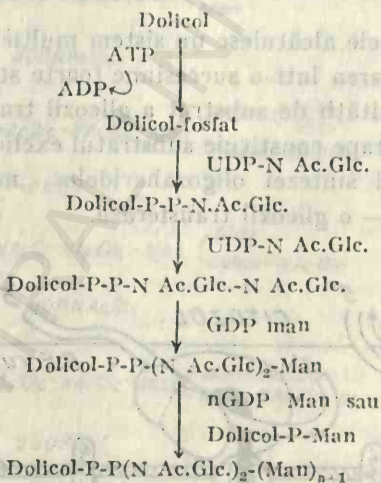 Dolicol
ATP
ADP
Dolicol-fosfat
UDP-N Ac.Glc.
Dolicol-P-P-N.Ac.Glc.
UDP-N Ac.Glc.
Dolicol-P-P-N Ac.Glc.-N Ac.Glc.
GDP man
Dolicol-P-P-(N Ac.Glc)₂-Man
nGDP Man sau
Dolicol-P-Man
Dolicol-P-P(N Ac.Glc.)₂-(Man)ₙ₊₁